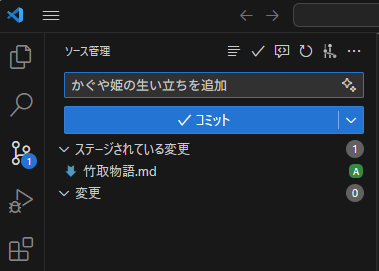 ソース管理
かぐや姫の生い立ちを追加
コミット
ステージされている変更 1
竹取物語.md A
変更 0
1